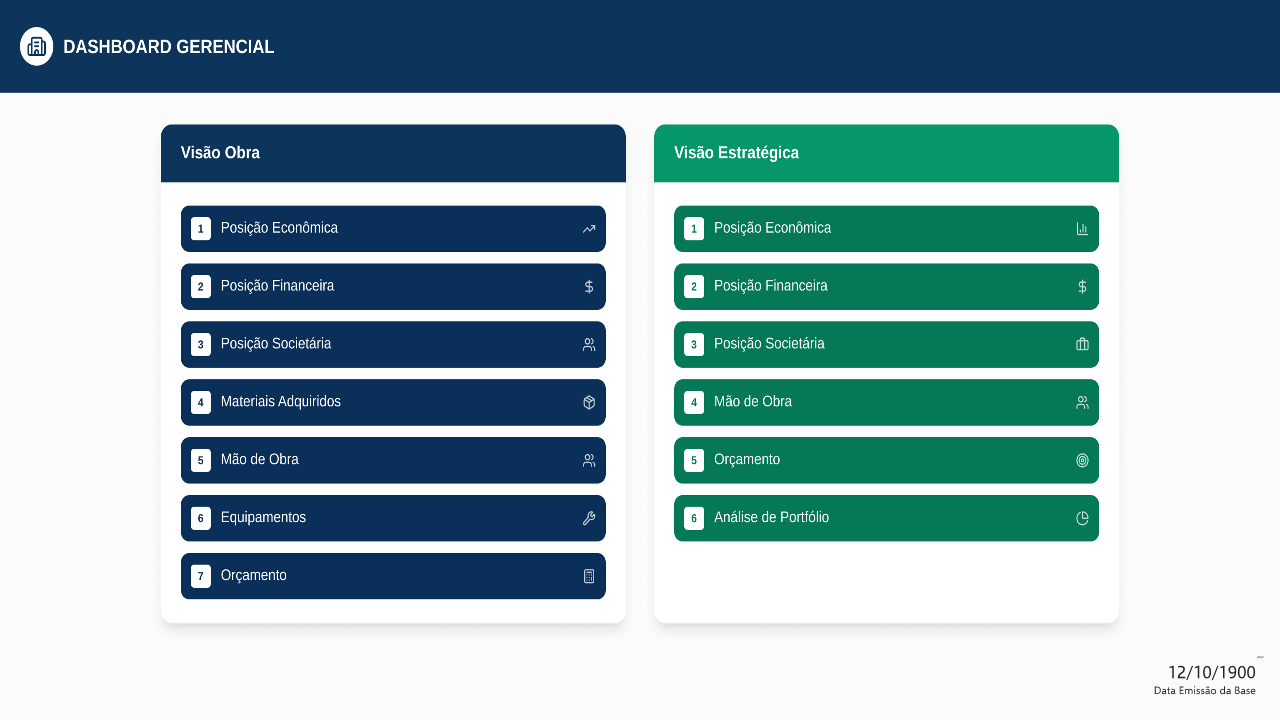 DASHBOARD GERENCIAL
Visão Obra
1 Posição Econômica
2 Posição Financeira
3 Posição Societária
4 Materiais Adquiridos
5 Mão de Obra
6 Equipamentos
7 Orçamento
Visão Estratégica
1 Posição Econômica
2 Posição Financeira
3 Posição Societária
4 Mão de Obra
5 Orçamento
6 Análise de Portfólio
~
12/10/1900
Data Emissão da Base